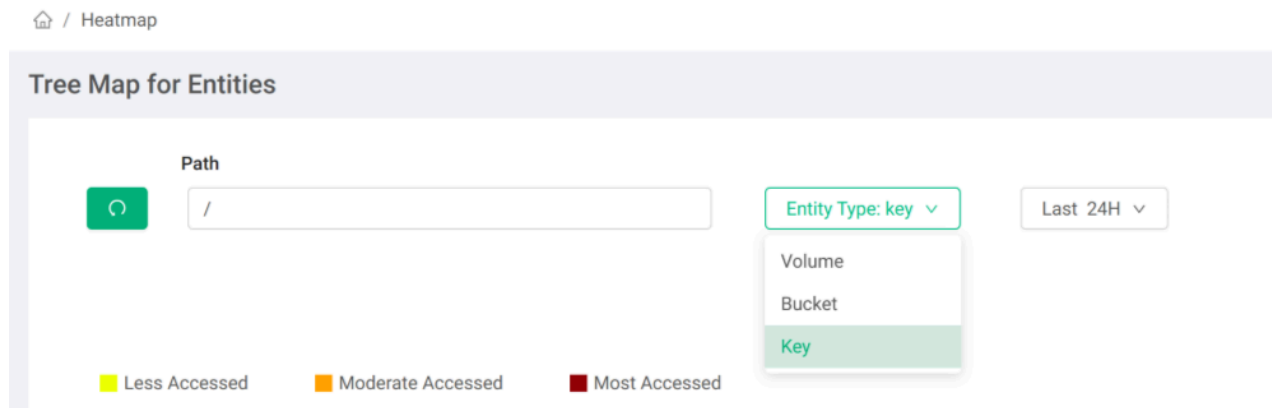 / Heatmap
Tree Map for Entities
Path
/
Entity Type: key
Last 24H
Volume
Bucket
Key
Less Accessed
Moderate Accessed
Most Accessed